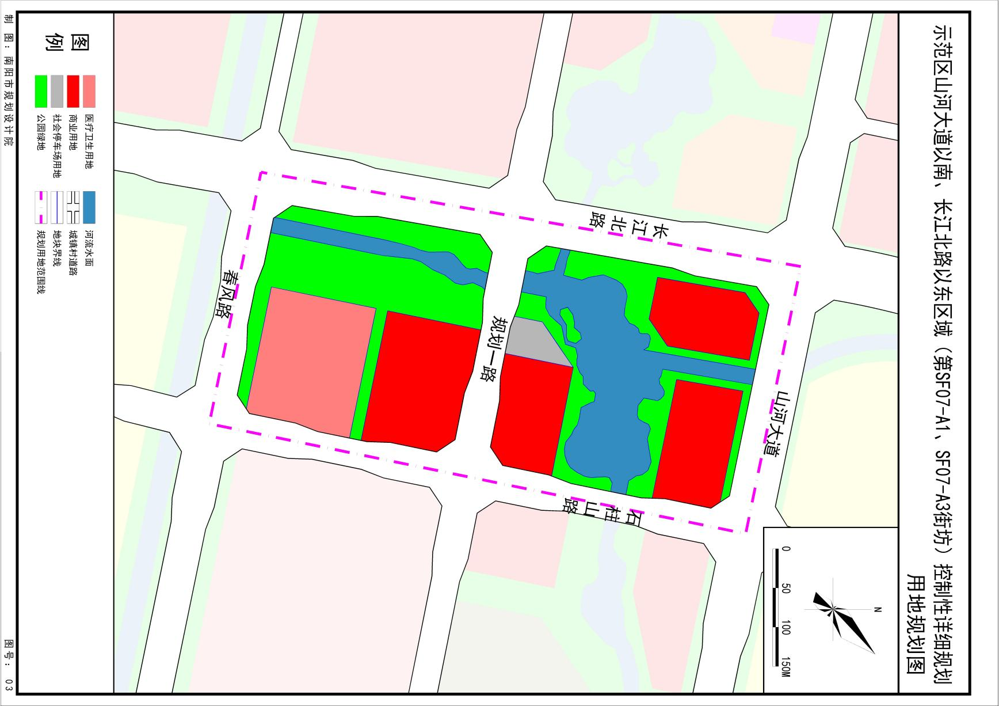 示范区山河大道以南、长江北路以东区域（第SF07-A1、SF07-A3街坊）控制性详细规划
用地规划图
N
0 50 100 150M
长江北路
山河大道
规划一路
春风路
石柱山路
图例
医疗卫生用地
商业用地
社会停车场用地
公园绿地
河流水面
城镇村道路
地块界线
规划用地范围线
制 图：南阳市规划设计院
图号：03